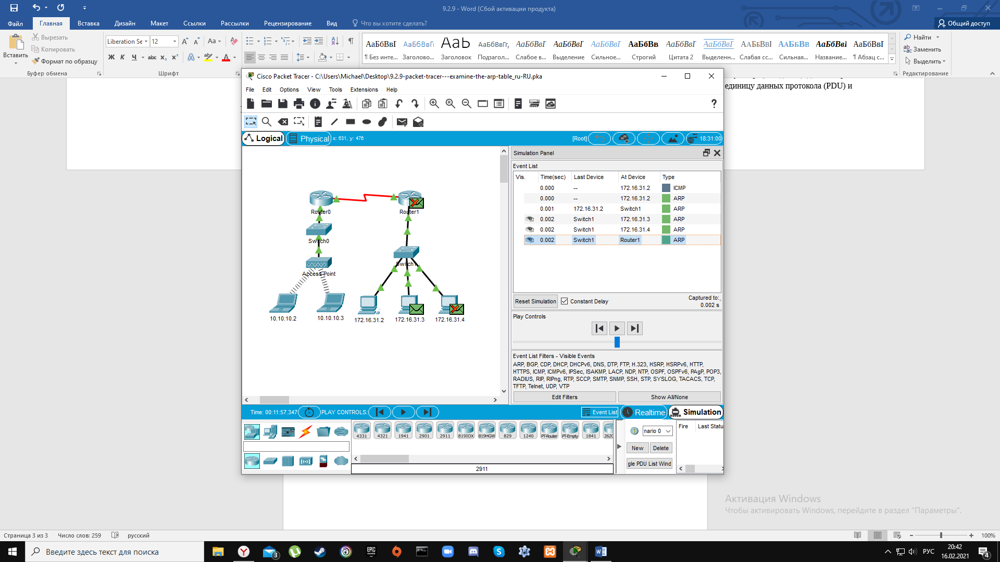 9.2.9 - Word (Сбой активации продукта)
Файл Главная Вставка Дизайн Макет Ссылки Рассылки Рецензирование Вид Что вы хотите сделать? Общий доступ
Вставить
Вырезать
Копировать
Формат по образцу
Буфер обмена
Liberation Se 12
Aa
Ж К Ч abc x₂ x²
Шрифт
АаБбВвГ АаБбВвГг АаЬ АаБбВвГг, АаБбВвГ АаБбВвГ АаБбВвГ АаБбВв. АаБбВвГ АаБбВвГ АаБбВвГ АаБбВв АаБбВвІ АаБбВвГ
¶ Без инте... Заголово... Заголовок Подзагол... Слабое в... Выделение Сильное... Строгий Цитата 2 Выделенн... Слабая сс... Сильная... Название... ¶ Абзац с...
Найти
Заменить
Выделить
Редактирование
единицу данных протокола (PDU) и
Cisco Packet Tracer - C:\Users\Michael\Desktop\9.2.9-packet-tracer---examine-the-arp-table_ru-RU.pka
File Edit Options View Tools Extensions Help
Logical Physical x: 631, y: 476 [Root] 18:31:00
Router0
Router1
Switch0
Switch1
Access Point
10.10.10.2
10.10.10.3
172.16.31.2
172.16.31.3
172.16.31.4
Simulation Panel
Event List
Vis. Time(sec) Last Device At Device Type
0.000 -- 172.16.31.2 ICMP
0.000 -- 172.16.31.2 ARP
0.001 172.16.31.2 Switch1 ARP
0.002 Switch1 172.16.31.3 ARP
0.002 Switch1 172.16.31.4 ARP
0.002 Switch1 Router1 ARP
Reset Simulation Constant Delay Captured to:
0.002 s
Play Controls
Event List Filters - Visible Events
ARP, BGP, CDP, DHCP, DHCPv6, DNS, DTP, FTP, H.323, HSRP, HSRPv6, HTTP,
HTTPS, ICMP, ICMPv6, IPSec, ISAKMP, LACP, NDP, NTP, OSPF, OSPFv6, PAgP, POP3,
RADIUS, RIP, RIPng, RTP, SCCP, SMTP, SNMP, SSH, STP, SYSLOG, TACACS, TCP,
TFTP, Telnet, UDP, VTP
Edit Filters Show All/None
Time: 00:11:57.347 PLAY CONTROLS: Event List Realtime Simulation
4331 4321 1941 2901 2911 819IOX 819HGW 829 1240 PT-Router PT-Empty 1841 2620
nario 0
New Delete
gle PDU List Wind
Fire Last Statu
2911
Активация Windows
Чтобы активировать Windows, перейдите в раздел "Параметры".
Страница 3 из 3 Число слов: 259 русский 100%
Введите здесь текст для поиска
3
EPIC GAMES
РУС
20:42
16.02.2021
4